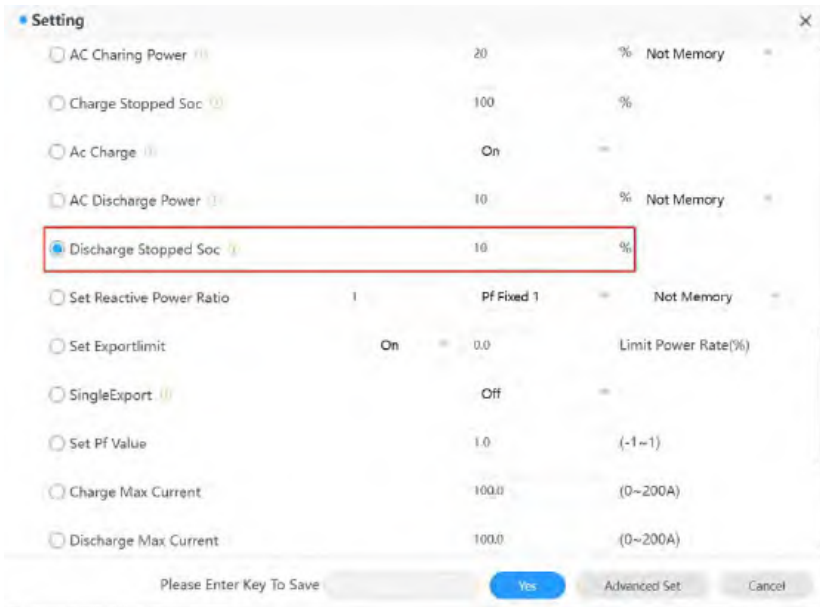 Setting
AC Charing Power 20 % Not Memory
Charge Stopped Soc 100 %
Ac Charge On
AC Discharge Power 10 % Not Memory
Discharge Stopped Soc 10 %
Set Reactive Power Ratio 1 Pf Fixed 1 Not Memory
Set Exportlimit On 0.0 Limit Power Rate(%)
SingleExport Off
Set Pf Value 1.0 (-1~1)
Charge Max Current 100.0 (0~200A)
Discharge Max Current 100.0 (0~200A)
Please Enter Key To Save Yes Advanced Set Cancel